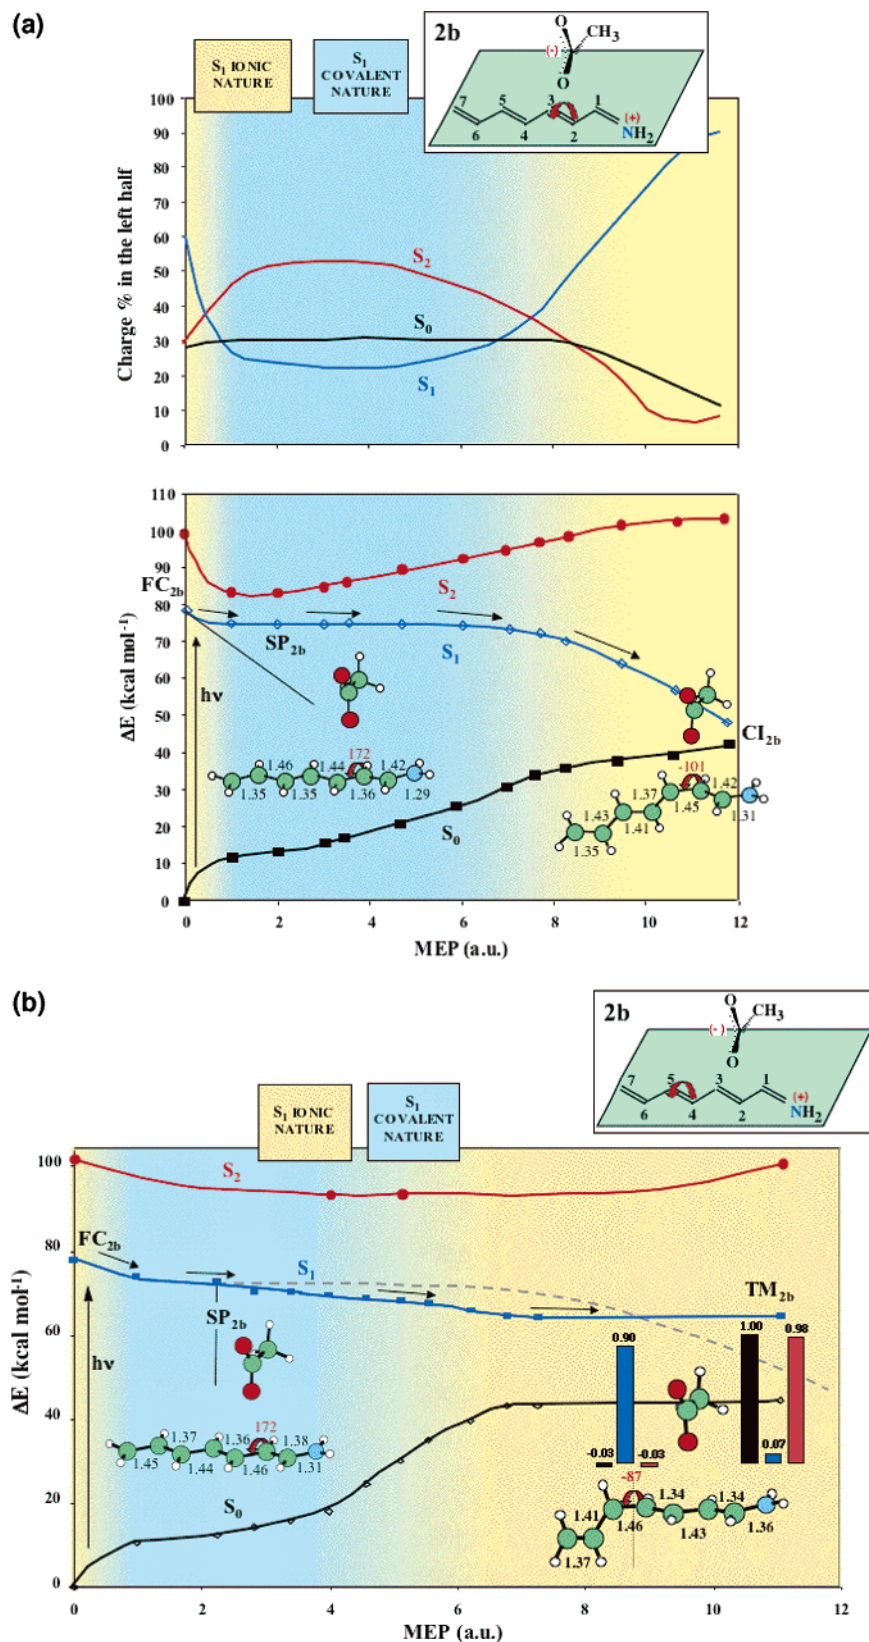 (a)
S1 IONIC
NATURE
S1
COVALENT
NATURE
2b
O
CH3
(-)
O
7 5 3 1
6 4 2
(+)
NH2
Charge % in the left half
100
90
80
70
60
50
40
30
20
10
0
S2
S0
S1
ΔE (kcal mol-1)
110
100
90
80
70
60
50
40
30
20
10
0
FC2b
SP2b
S2
S1
S0
hν
CI2b
172
1.46 1.44 1.42
1.35 1.35 1.36 1.29
-101
1.43 1.37 1.42
1.35 1.41 1.45 1.31
0 2 4 6 8 10 12
MEP (a.u.)
(b)
2b
O
CH3
(-)
O
7 5 3 1
6 4 2
(+)
NH2
S1 IONIC
NATURE
S1
COVALENT
NATURE
ΔE (kcal mol-1)
100
80
60
40
20
0
S2
FC2b
S1
SP2b
TM2b
hν
S0
172
1.37 1.36 1.38
1.45 1.44 1.46 1.31
0.90
-0.03
-0.03
1.00
0.07
0.98
-87
1.41 1.34 1.34
1.37 1.46 1.43 1.36
0 2 4 6 8 10 12
MEP (a.u.)